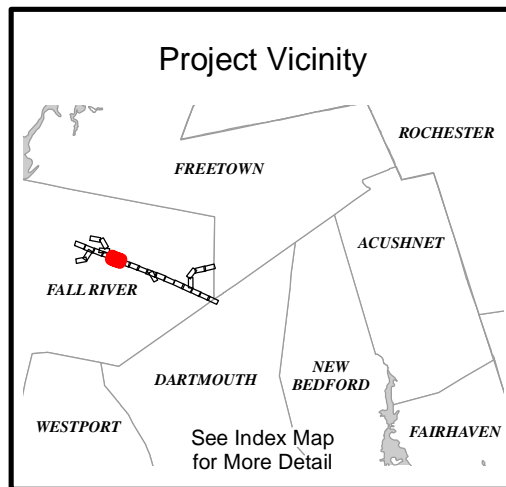 Project Vicinity
ROCHESTER
FREETOWN
ACUSHNET
FALL RIVER
DARTMOUTH
NEW
BEDFORD
WESTPORT
FAIRHAVEN
See Index Map
for More Detail